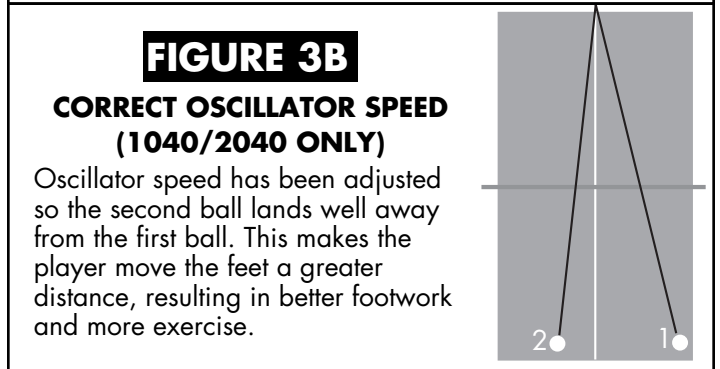 FIGURE 3B
CORRECT OSCILLATOR SPEED
(1040/2040 ONLY)
Oscillator speed has been adjusted
so the second ball lands well away
from the first ball. This makes the
player move the feet a greater
distance, resulting in better footwork
and more exercise.
2 1